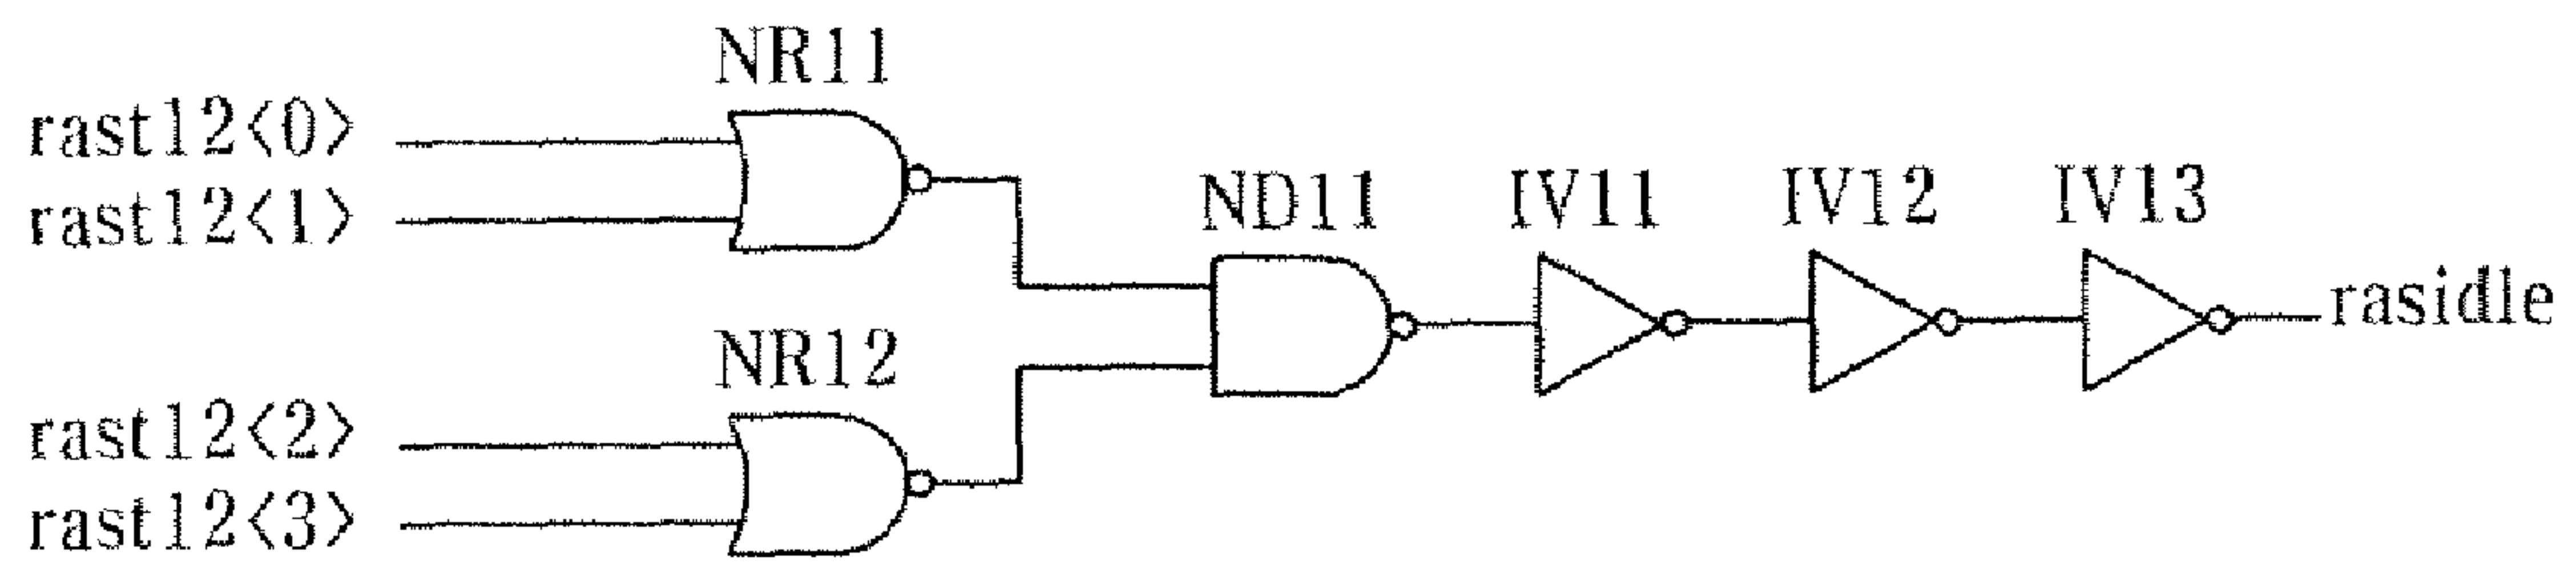 NR11
rast12<0>
rast12<1>
ND11
IV11
IV12
IV13
rasidle
NR12
rast12<2>
rast12<3>